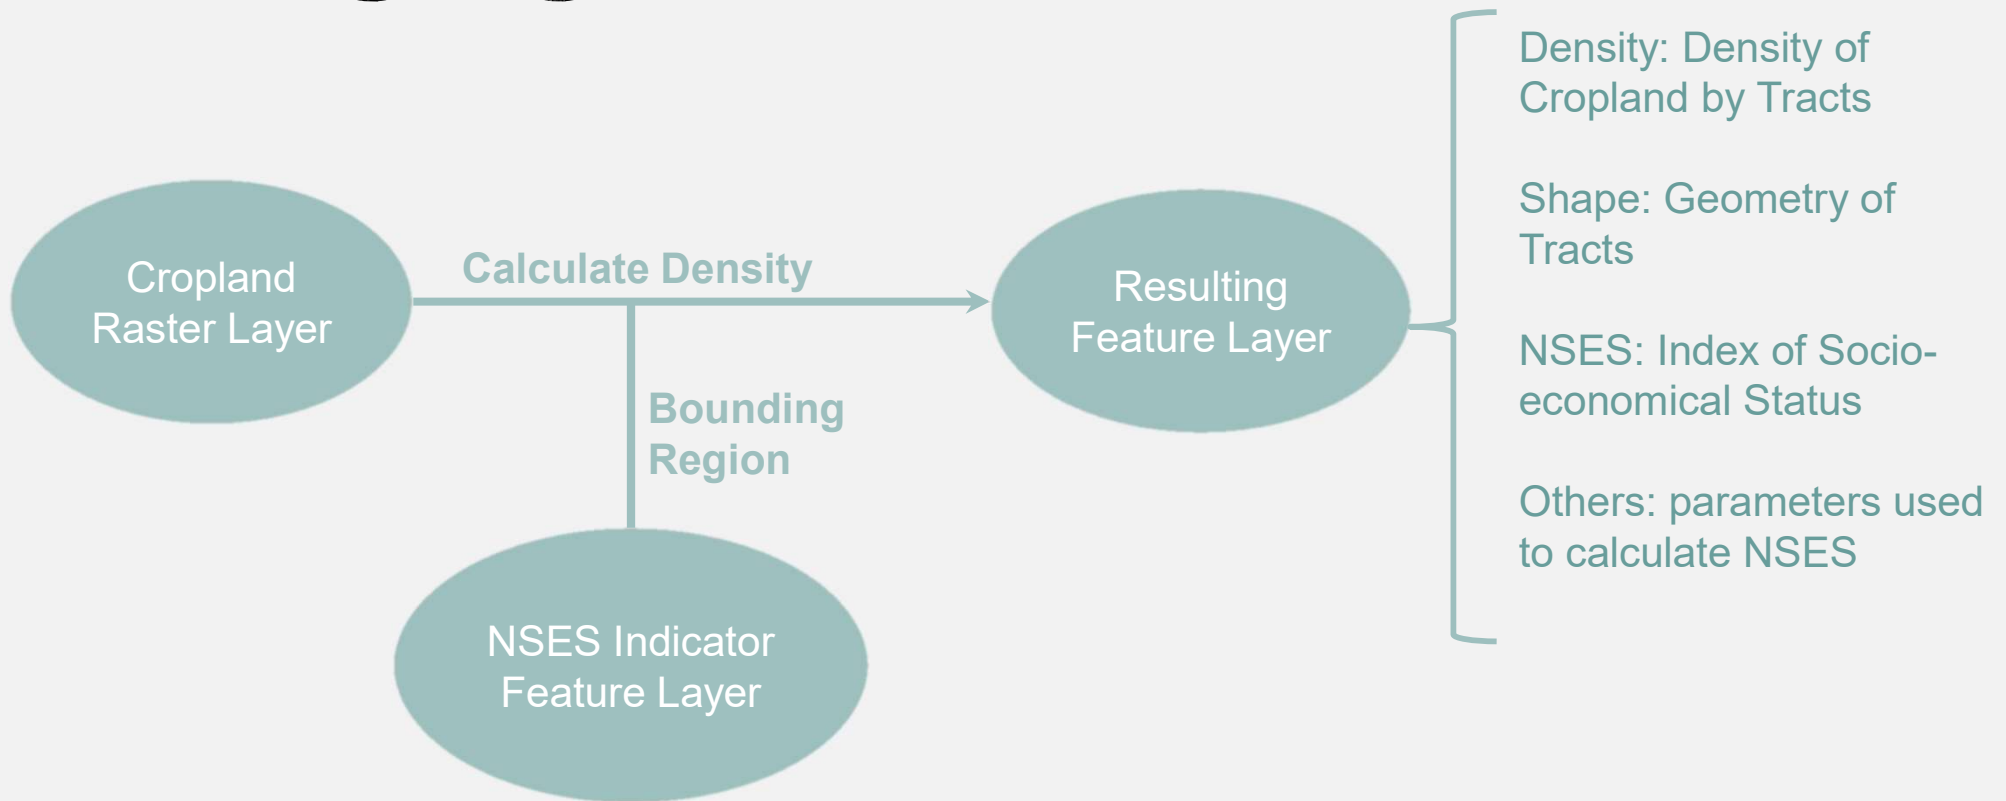 Cropland
Raster Layer
Calculate Density
Bounding
Region
NSES Indicator
Feature Layer
Resulting
Feature Layer
Density: Density of
Cropland by Tracts
Shape: Geometry of
Tracts
NSES: Index of Socio-
economical Status
Others: parameters used
to calculate NSES